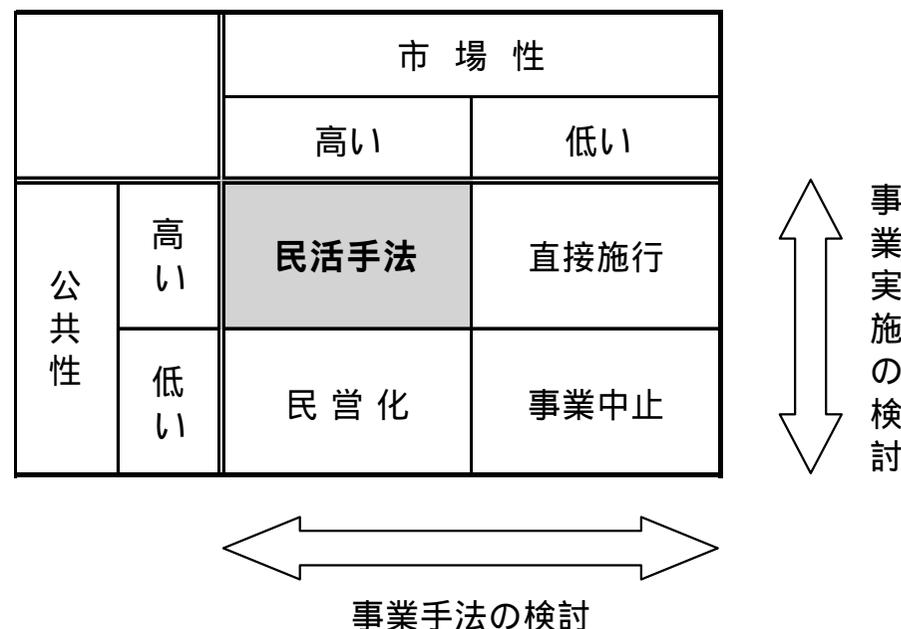 市場性
高い
低い
公共性
高い
民活手法
直接施行
低い
民営化
事業中止
事業実施の検討
事業手法の検討